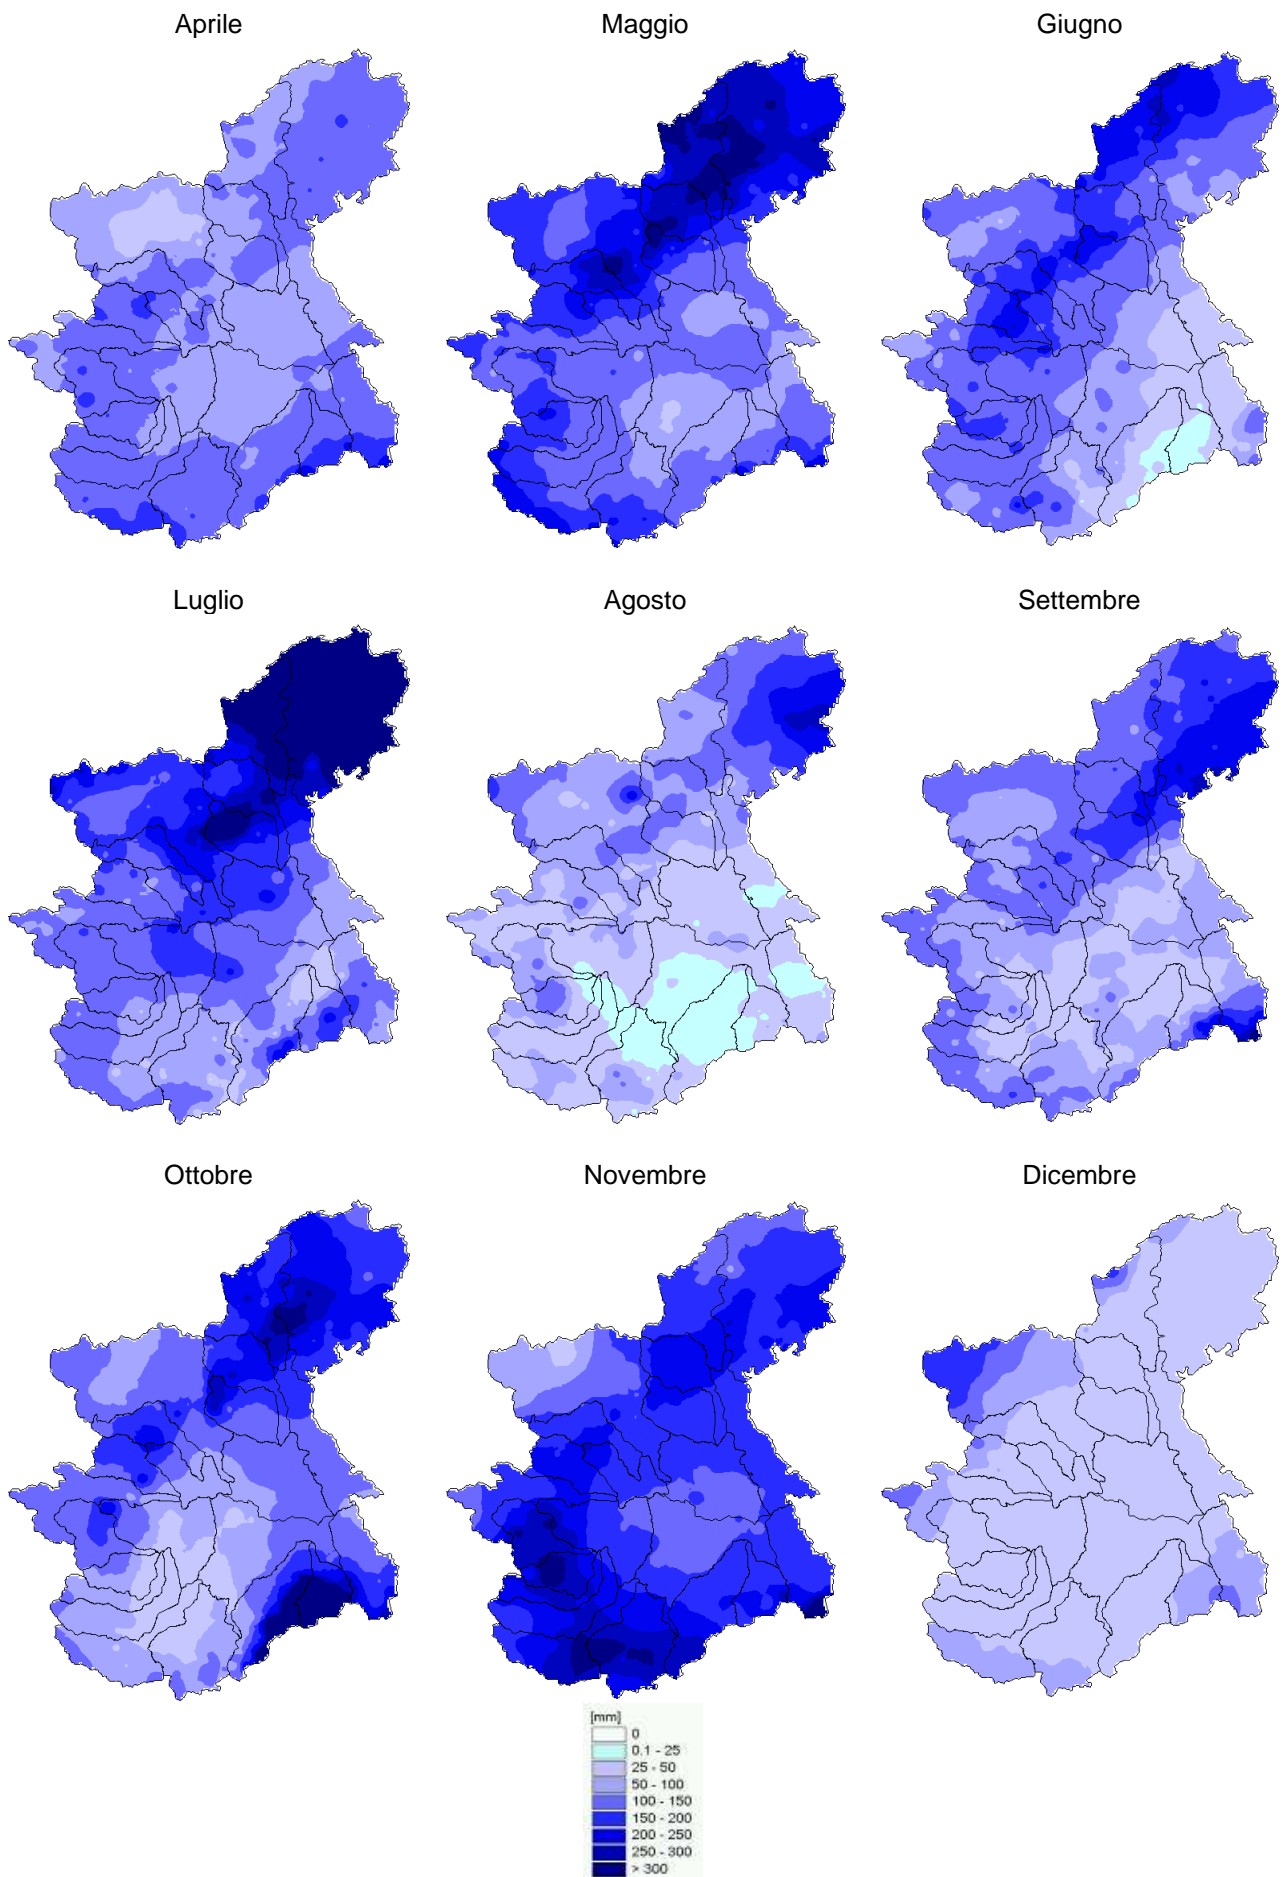 Aprile
Maggio
Giugno
Luglio
Agosto
Settembre
Ottobre
Novembre
Dicembre
[mm]
0
0.1 - 25
25 - 50
50 - 100
100 - 150
150 - 200
200 - 250
250 - 300
> 300